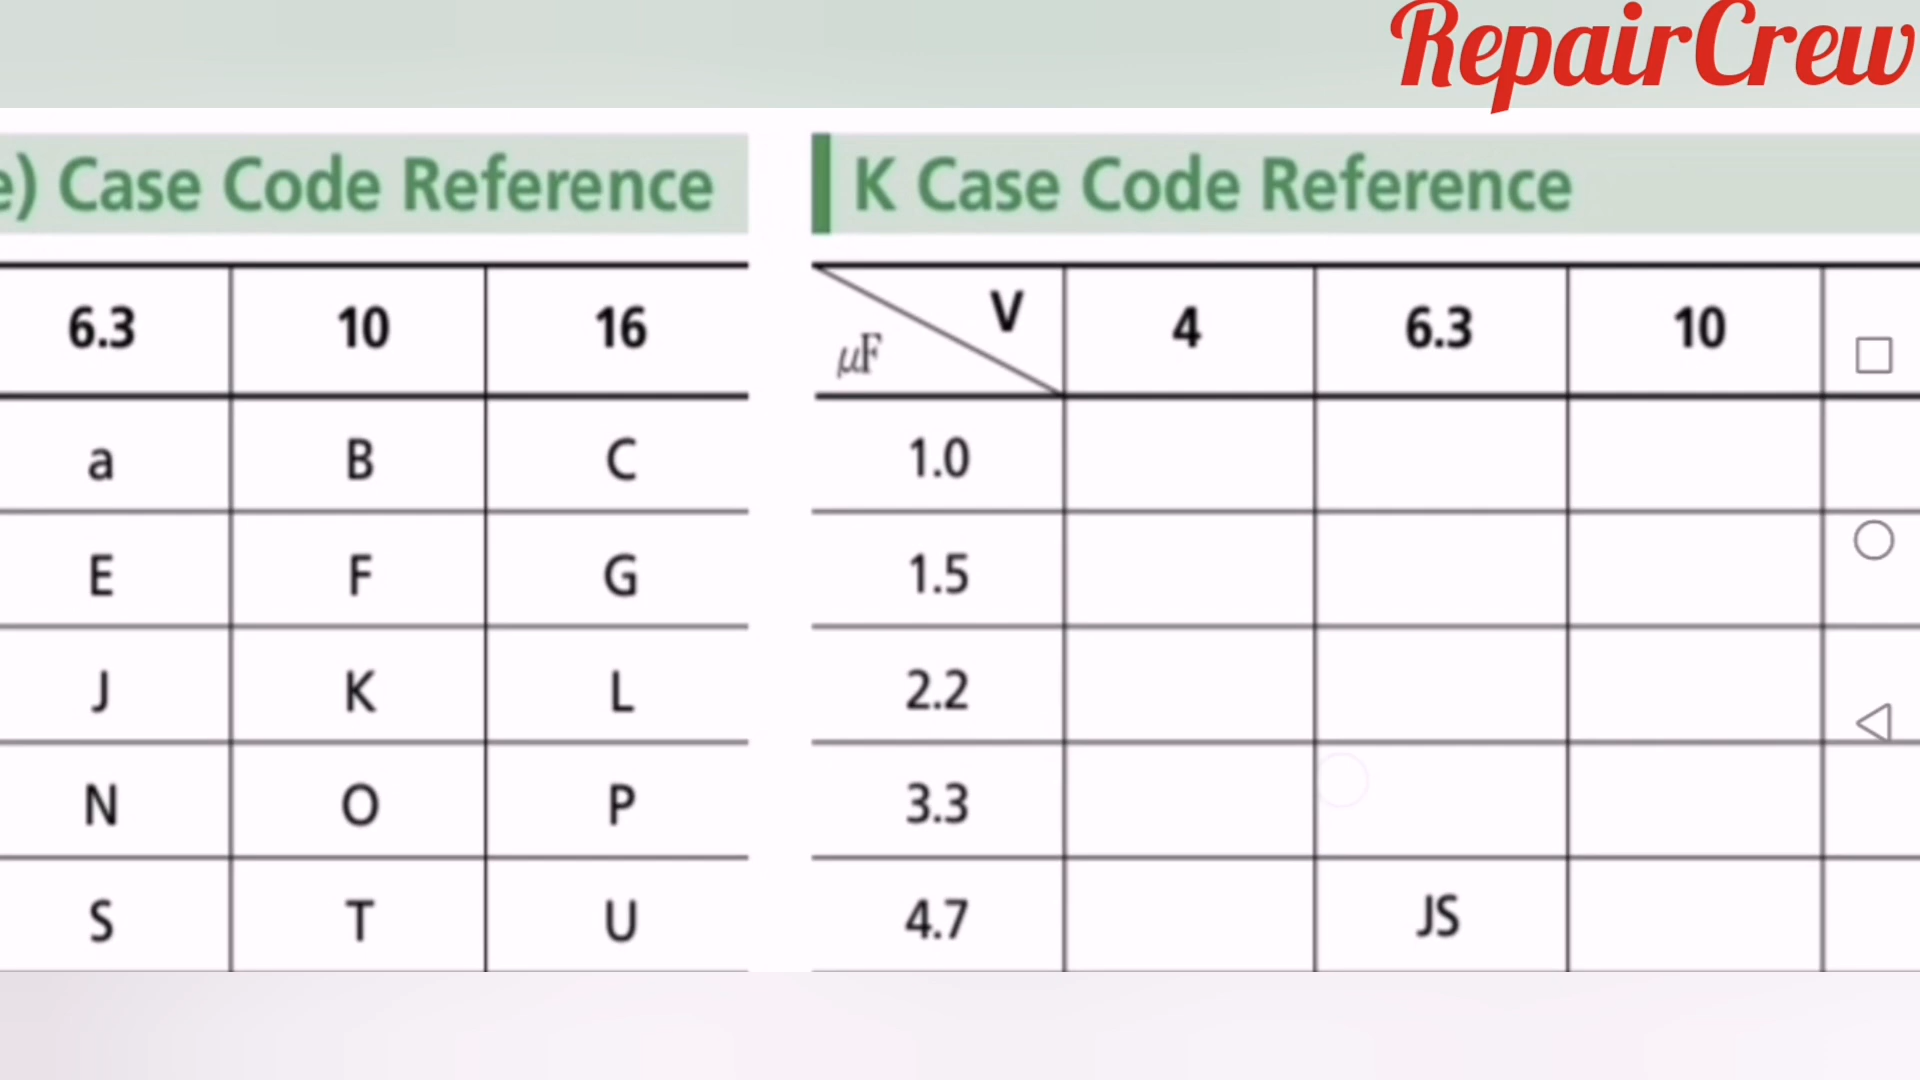 RepairCrew
e) Case Code Reference
6.3 10 16
a B C
E F G
J K L
N O P
S T U
K Case Code Reference
V
µF
4 6.3 10
1.0
1.5
2.2
3.3
4.7 JS